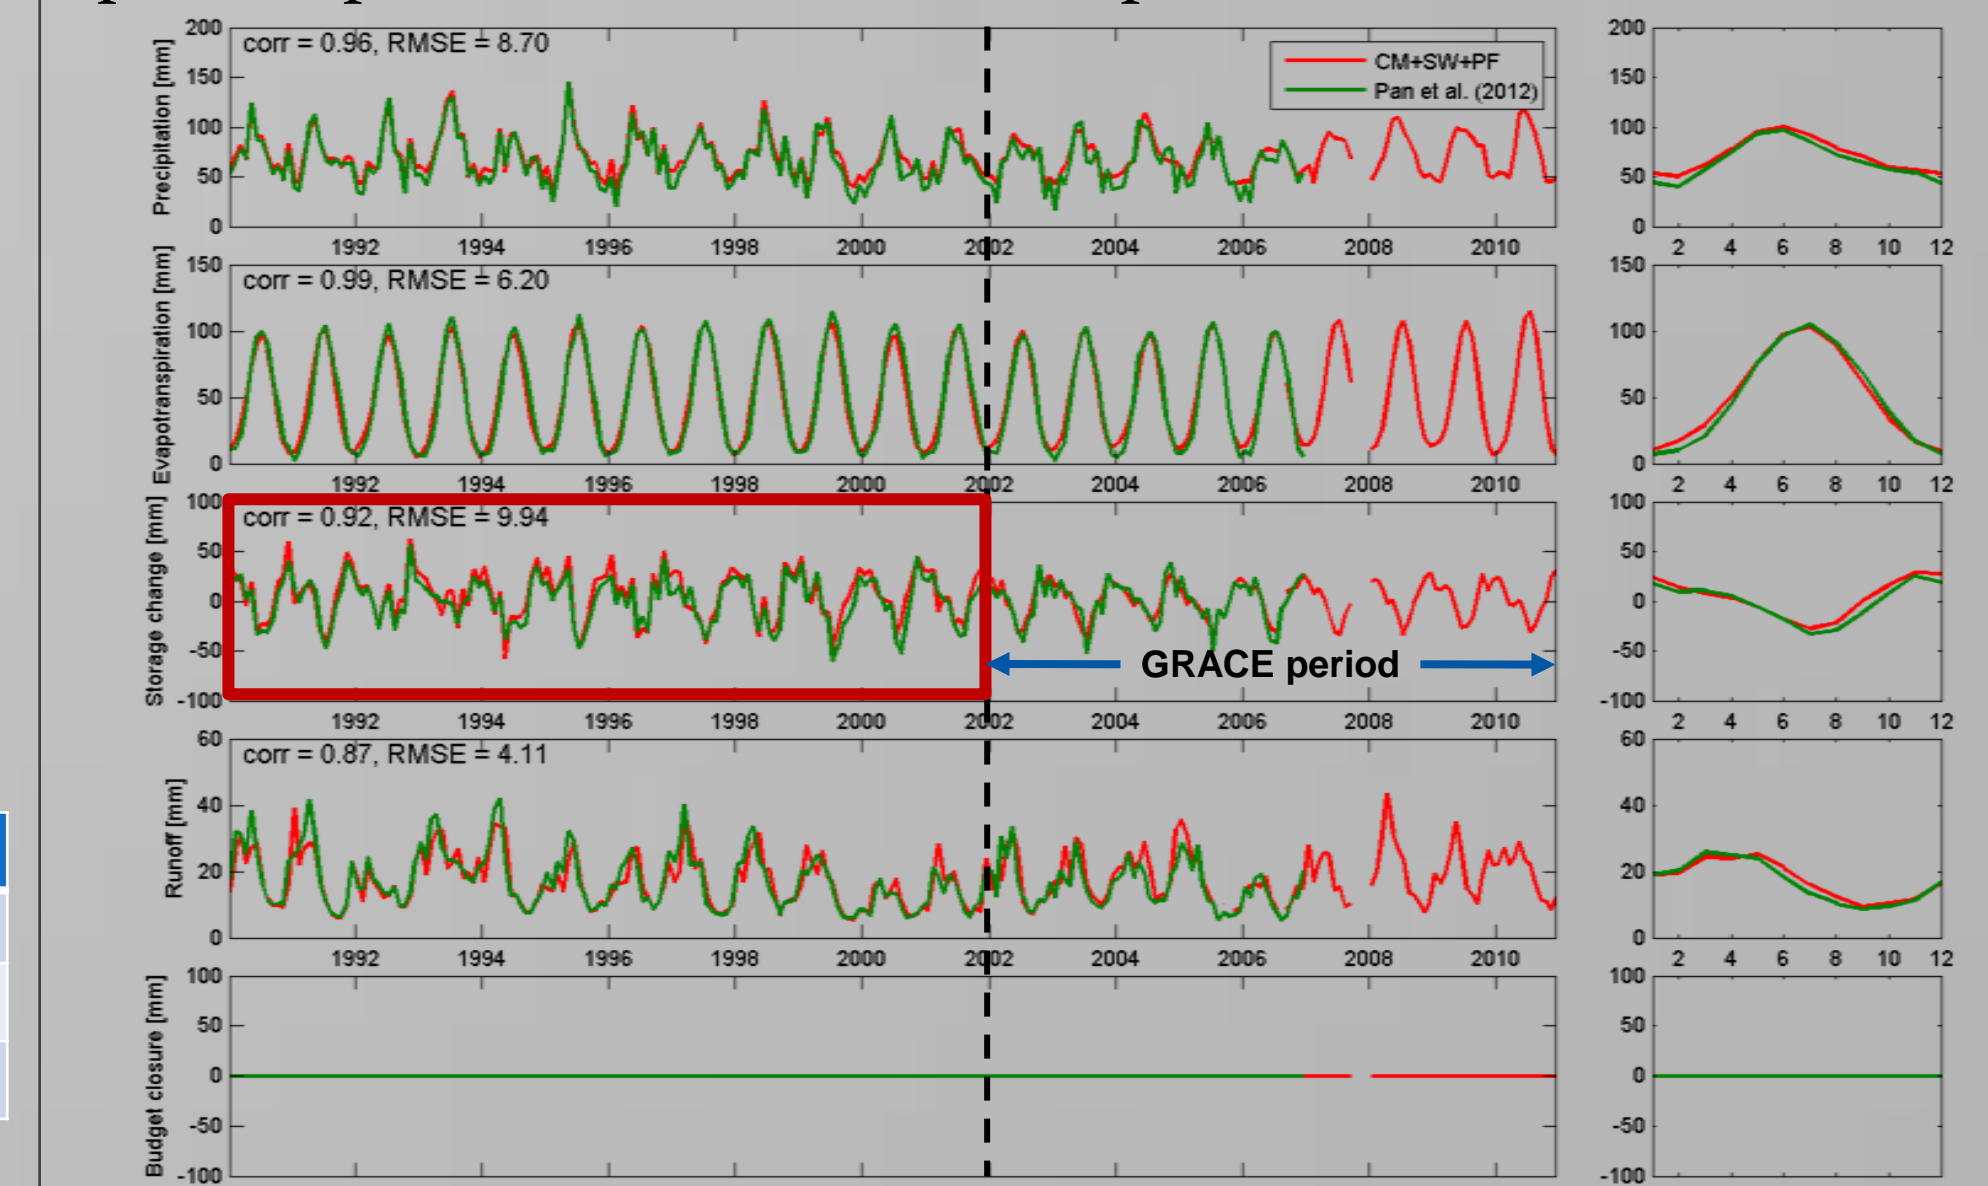 200
150
100
50
0
Precipitation [mm]
corr = 0.96, RMSE = 8.70
CM+SW+PF
Pan et al. (2012)
1992 1994 1996 1998 2000 2002 2004 2006 2008 2010
200
150
100
50
0
2 4 6 8 10 12
150
100
50
0
Evapotranspiration [mm]
corr = 0.99, RMSE = 6.20
1992 1994 1996 1998 2000 2002 2004 2006 2008 2010
150
100
50
0
2 4 6 8 10 12
100
50
0
-50
-100
Storage change [mm]
corr = 0.92, RMSE = 9.94
GRACE period
1992 1994 1996 1998 2000 2002 2004 2006 2008 2010
100
50
0
-50
-100
2 4 6 8 10 12
60
40
20
0
Runoff [mm]
corr = 0.87, RMSE = 4.11
1992 1994 1996 1998 2000 2002 2004 2006 2008 2010
60
40
20
0
2 4 6 8 10 12
100
50
0
-50
-100
Budget closure [mm]
100
50
0
-50
-100